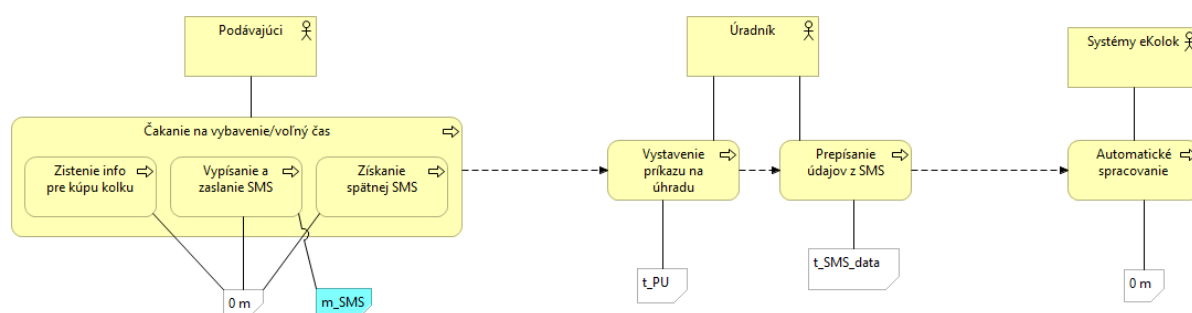 Podávajúci
Úradník
Systémy eKolok
Čakanie na vybavenie/voľný čas
Zistenie info
pre kúpu kolku
Vypísanie a
zaslanie SMS
Získanie
spätnej SMS
Vystavenie
príkazu na
úhradu
Prepísanie
údajov z SMS
Automatické
spracovanie
0 m
m_SMS
t_PU
t_SMS_data
0 m